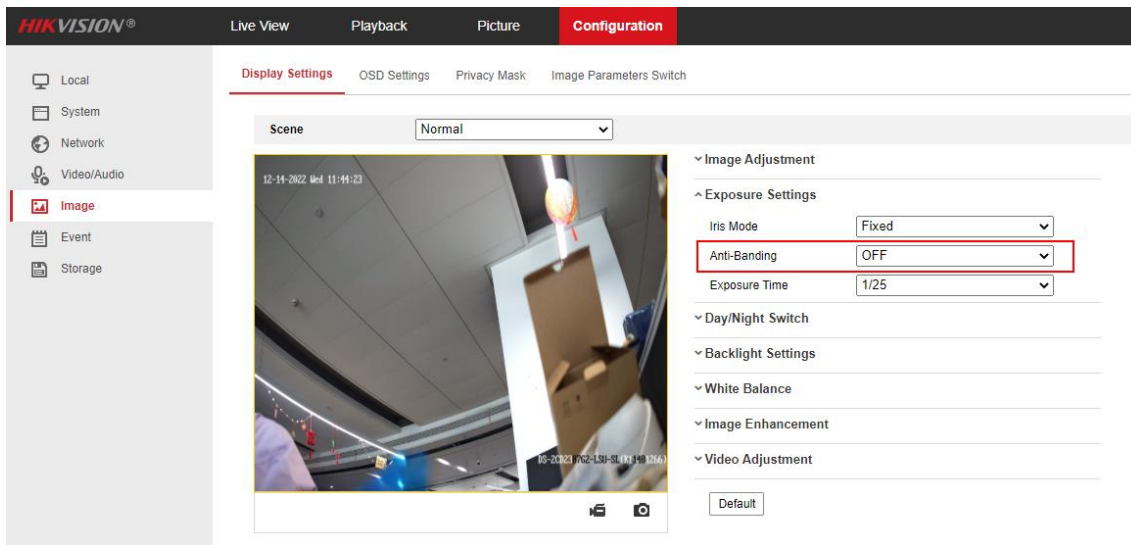 HIKVISION®
Live View Playback Picture Configuration
Local
System
Network
Video/Audio
Image
Event
Storage
Display Settings OSD Settings Privacy Mask Image Parameters Switch
Scene Normal
12-14-2022 Wed 11:44:23
Image Adjustment
Exposure Settings
Iris Mode Fixed
Anti-Banding OFF
Exposure Time 1/25
Day/Night Switch
Backlight Settings
White Balance
Image Enhancement
Video Adjustment
Default